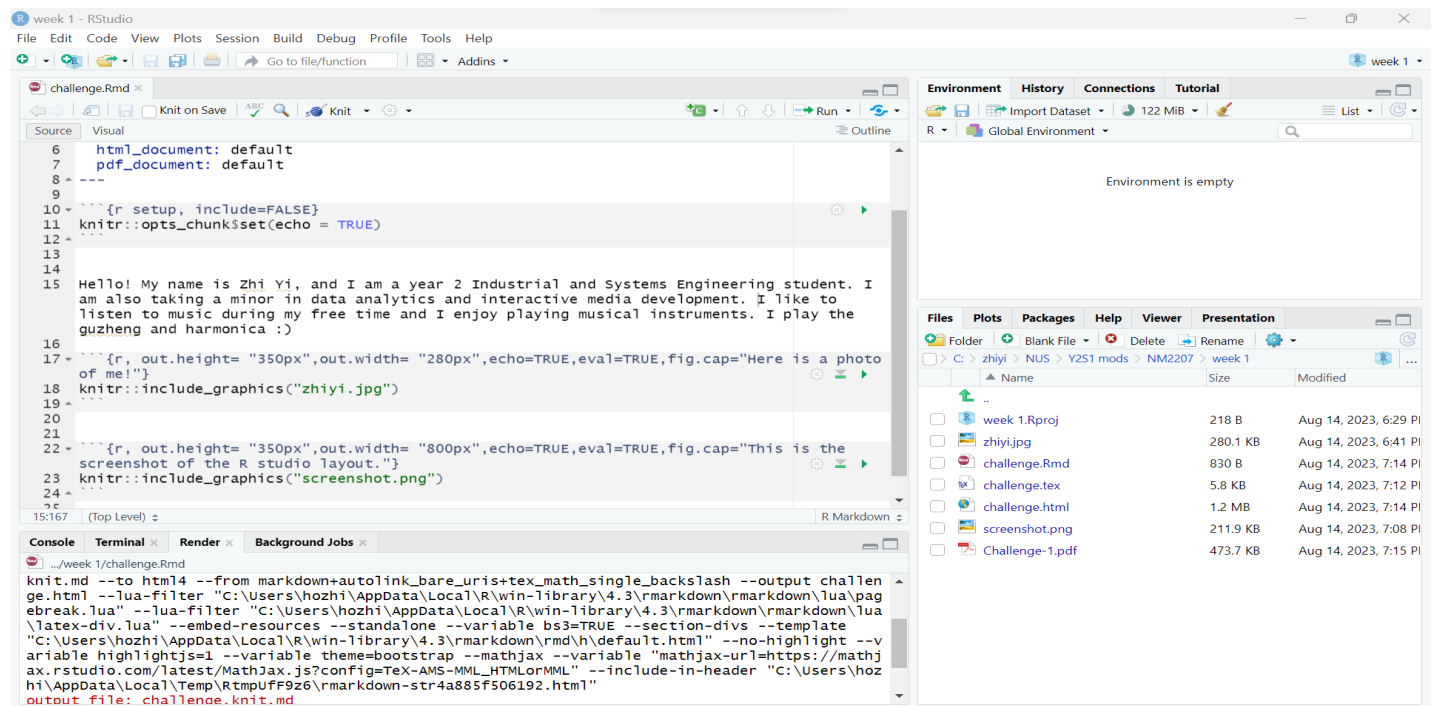 week 1 - RStudio
File Edit Code View Plots Session Build Debug Profile Tools Help
Go to file/function Addins week 1
challenge.Rmd
Knit on Save ABC Knit Run
Source Visual Outline
6 html_document: default
7 pdf_document: default
8 ---
9
10 ```{r setup, include=FALSE}
11 knitr::opts_chunk$set(echo = TRUE)
12 ```
13
14
15 Hello! My name is Zhi Yi, and I am a year 2 Industrial and Systems Engineering student. I
am also taking a minor in data analytics and interactive media development. I like to
listen to music during my free time and I enjoy playing musical instruments. I play the
guzheng and harmonica :)
16
17 ```{r, out.height= "350px",out.width= "280px",echo=TRUE,eval=TRUE,fig.cap="Here is a photo
of me!"}
18 knitr::include_graphics("zhiyi.jpg")
19 ```
20
21
22 ```{r, out.height= "350px",out.width= "800px",echo=TRUE,eval=TRUE,fig.cap="This is the
screenshot of the R studio layout."}
23 knitr::include_graphics("screenshot.png")
24 ```
25
15:167 (Top Level) R Markdown
Console Terminal Render Background Jobs
.../week 1/challenge.Rmd
knit.md --to html4 --from markdown+autolink_bare_uris+tex_math_single_backslash --output challen
ge.html --lua-filter "C:\Users\hozhi\AppData\Local\R\win-library\4.3\rmarkdown\rmarkdown\lua\pag
ebreak.lua" --lua-filter "C:\Users\hozhi\AppData\Local\R\win-library\4.3\rmarkdown\rmarkdown\lua
\latex-div.lua" --embed-resources --standalone --variable bs3=TRUE --section-divs --template
"C:\Users\hozhi\AppData\Local\R\win-library\4.3\rmarkdown\rmd\h\default.html" --no-highlight --v
ariable highlightjs=1 --variable theme=bootstrap --mathjax --variable "mathjax-url=https://mathj
ax.rstudio.com/latest/MathJax.js?config=TeX-AMS-MML_HTMLorMML" --include-in-header "C:\Users\hoz
hi\AppData\Local\Temp\RtmpUfF9z6\rmarkdown-str4a885f506192.html"
output file: challenge.knit.md
Environment History Connections Tutorial
Import Dataset 122 MiB List
R Global Environment
Environment is empty
Files Plots Packages Help Viewer Presentation
Folder Blank File Delete Rename
C: > zhiyi > NUS > Y2S1 mods > NM2207 > week 1 ...
Name Size Modified
..
week 1.Rproj 218 B Aug 14, 2023, 6:29 P
zhiyi.jpg 280.1 KB Aug 14, 2023, 6:41 P
challenge.Rmd 830 B Aug 14, 2023, 7:14 P
challenge.tex 5.8 KB Aug 14, 2023, 7:12 P
challenge.html 1.2 MB Aug 14, 2023, 7:14 P
screenshot.png 211.9 KB Aug 14, 2023, 7:08 P
Challenge-1.pdf 473.7 KB Aug 14, 2023, 7:15 P